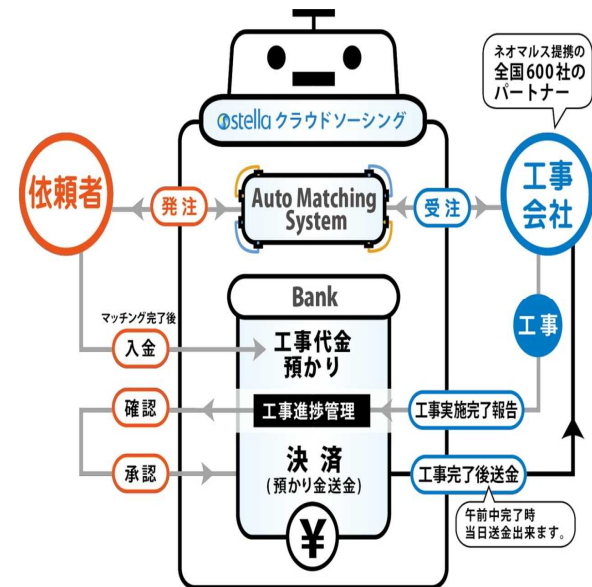 ネオマルス提携の
全国600社の
パートナー
stella クラウドソーシング
依頼者
発注
Auto Matching
System
受注
工事
会社
Bank
マッチング完了後
入金
工事代金
預かり
工事
確認
工事進捗管理
工事実施完了報告
承認
決済
(預かり金送金)
工事完了後送金
午前中完了時
当日送金出来ます。
¥